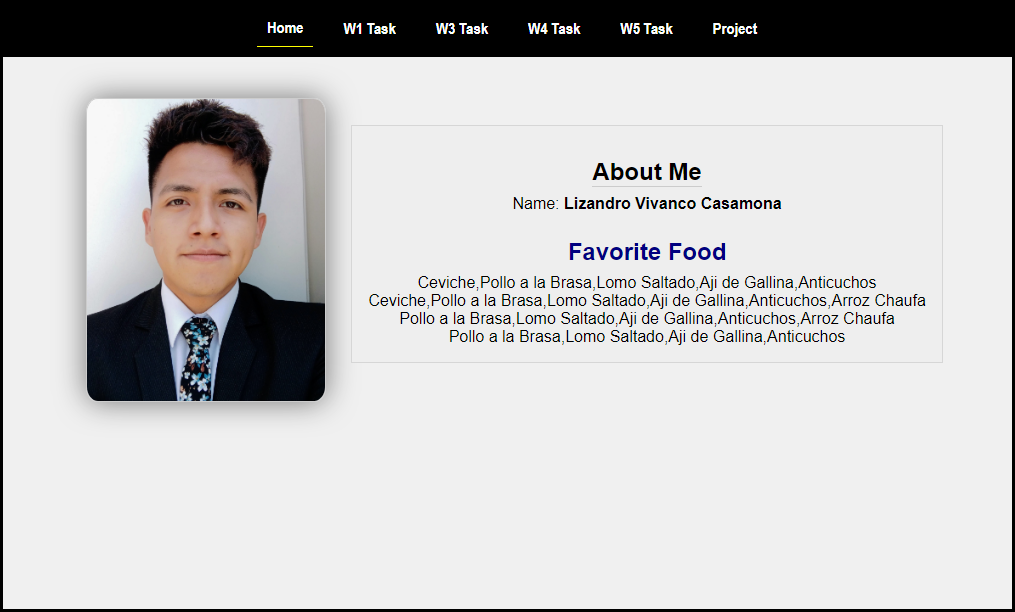 Home W1 Task W3 Task W4 Task W5 Task Project
About Me
Name: Lizandro Vivanco Casamona
Favorite Food
Ceviche,Pollo a la Brasa,Lomo Saltado,Aji de Gallina,Anticuchos
Ceviche,Pollo a la Brasa,Lomo Saltado,Aji de Gallina,Anticuchos,Arroz Chaufa
Pollo a la Brasa,Lomo Saltado,Aji de Gallina,Anticuchos,Arroz Chaufa
Pollo a la Brasa,Lomo Saltado,Aji de Gallina,Anticuchos